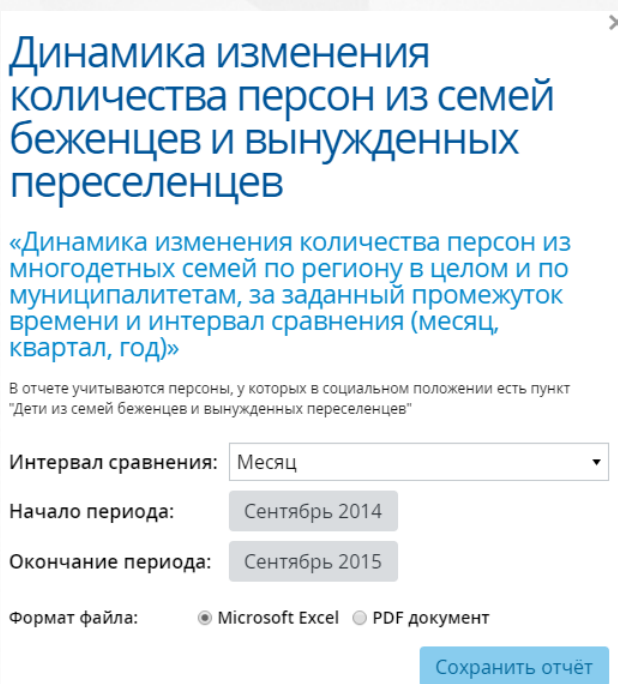 Динамика изменения
количества персон из семей
беженцев и вынужденных
переселенцев
«Динамика изменения количества персон из
многодетных семей по региону в целом и по
муниципалитетам, за заданный промежуток
времени и интервал сравнения (месяц,
квартал, год)»
В отчете учитываются персоны, у которых в социальном положении есть пункт
"Дети из семей беженцев и вынужденных переселенцев"
Интервал сравнения: Месяц
Начало периода: Сентябрь 2014
Окончание периода: Сентябрь 2015
Формат файла: Microsoft Excel PDF документ
Сохранить отчёт